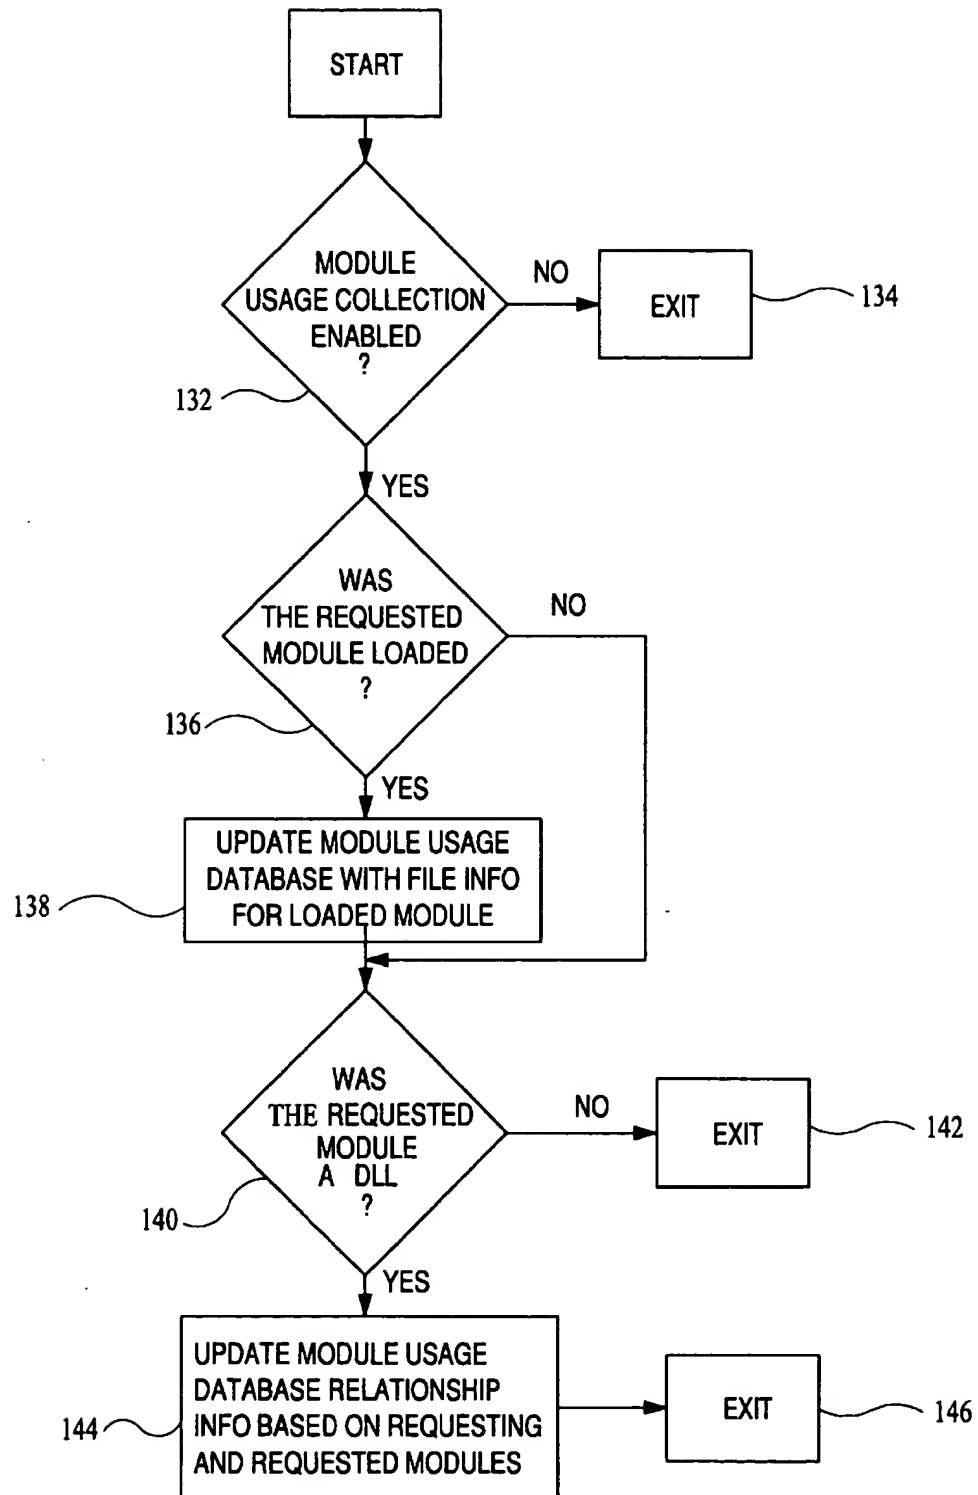 START
MODULE
USAGE COLLECTION
ENABLED
?
NO
EXIT
134
132
YES
WAS
THE REQUESTED
MODULE LOADED
?
NO
136
YES
UPDATE MODULE USAGE
DATABASE WITH FILE INFO
FOR LOADED MODULE
138
WAS
THE REQUESTED
MODULE
A DLL
?
NO
EXIT
142
140
YES
UPDATE MODULE USAGE
DATABASE RELATIONSHIP
INFO BASED ON REQUESTING
AND REQUESTED MODULES
144
EXIT
146